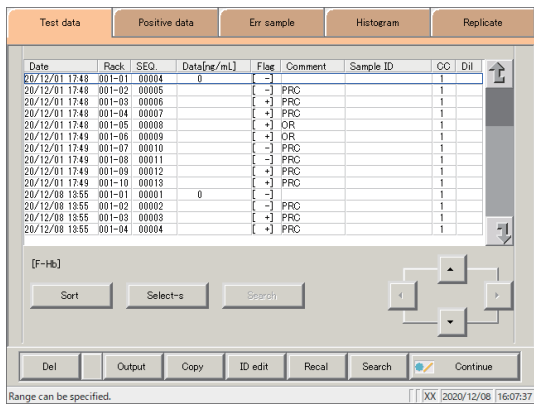 Test data Positive data Err sample Histogram Replicate
Date Rack SEQ. Data[ng/mL] Flag Comment Sample ID CC Dil
20/12/01 17:48 001-01 00004 0 [ -] 1
20/12/01 17:48 001-02 00005 [ -] PRC 1
20/12/01 17:48 001-03 00006 [ +] PRC 1
20/12/01 17:48 001-04 00007 [ +] PRC 1
20/12/01 17:48 001-05 00008 [ +] OR 1
20/12/01 17:49 001-06 00009 [ +] OR 1
20/12/01 17:49 001-07 00010 [ -] PRC 1
20/12/01 17:49 001-08 00011 [ -] PRC 1
20/12/01 17:49 001-09 00012 [ +] PRC 1
20/12/01 17:49 001-10 00013 [ +] PRC 1
20/12/08 13:55 001-01 00001 0 [ -] 1
20/12/08 13:55 001-02 00002 [ -] PRC 1
20/12/08 13:55 001-03 00003 [ +] PRC 1
20/12/08 13:55 001-04 00004 [ +] PRC 1
[F-Hb]
Sort Select-s Search
Del Output Copy ID edit Recal Search Continue
Range can be specified. XX 2020/12/08 16:07:37